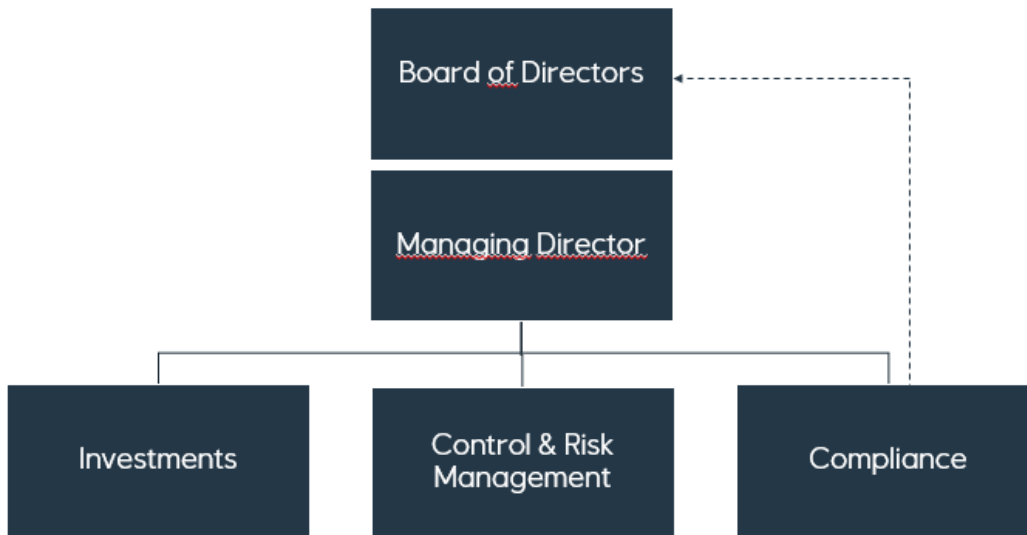 Board of Directors
Managing Director
Investments
Control & Risk
Management
Compliance